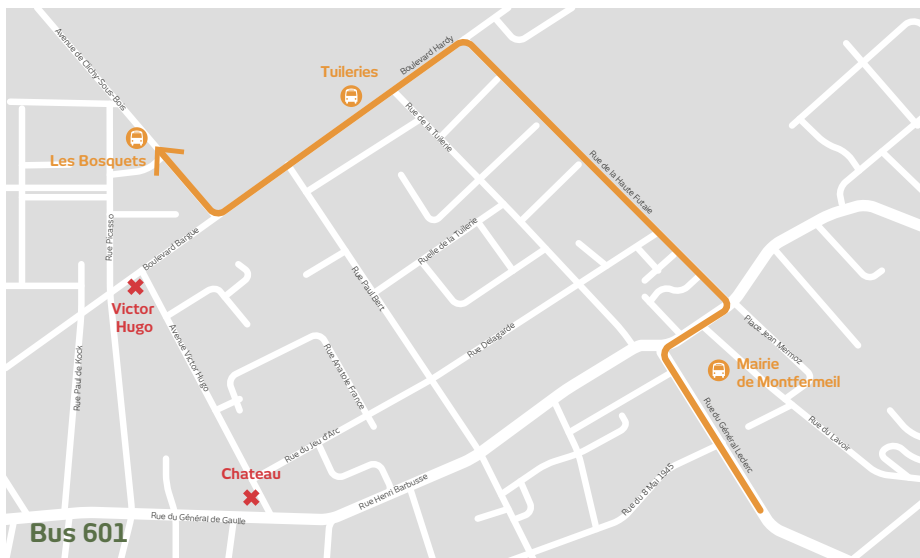 Avenue de Clichy-Sous-Bois
Boulevard Hardy
Tuileries
Rue de la Tuilerie
Les Bosquets
Rue de la Haute Futaie
Rue Picasso
Boulevard Bargue
Ruelle de la Tuilerie
Victor
Hugo
Rue Paul Bert
Avenue Victor Hugo
Rue Paul de Kock
Rue Anatole France
Rue Delagarde
Place Jean Mermoz
Mairie
de Montfermeil
Rue du Jeu d'Arc
Rue du Général Leclerc
Rue du Lavoir
Chateau
Rue Henri Barbusse
Rue du 8 Mai 1945
Rue du Général de Gaulle
Bus 601